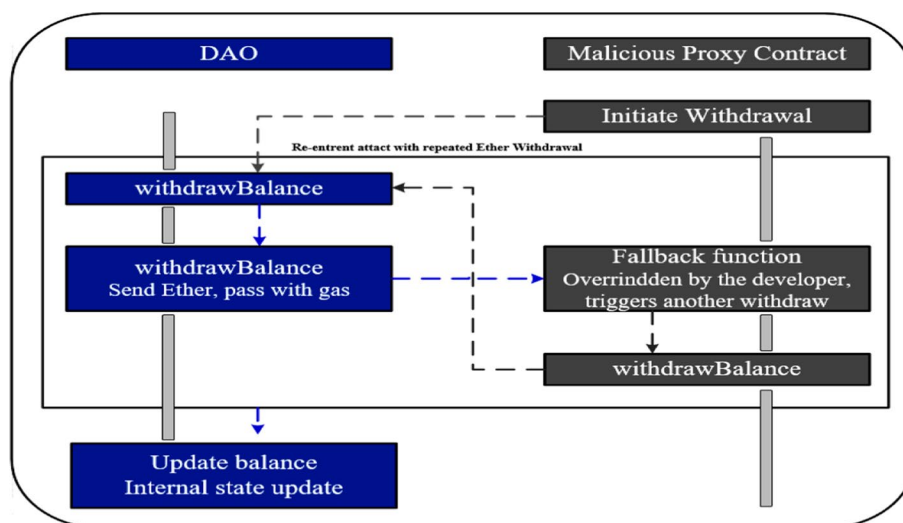 DAO
Malicious Proxy Contract
Initiate Withdrawal
Re-entrent attact with repeated Ether Withdrawal
withdrawBalance
withdrawBalance
Send Ether, pass with gas
Fallback function
Overrindden by the developer,
triggers another withdraw
withdrawBalance
Update balance
Internal state update